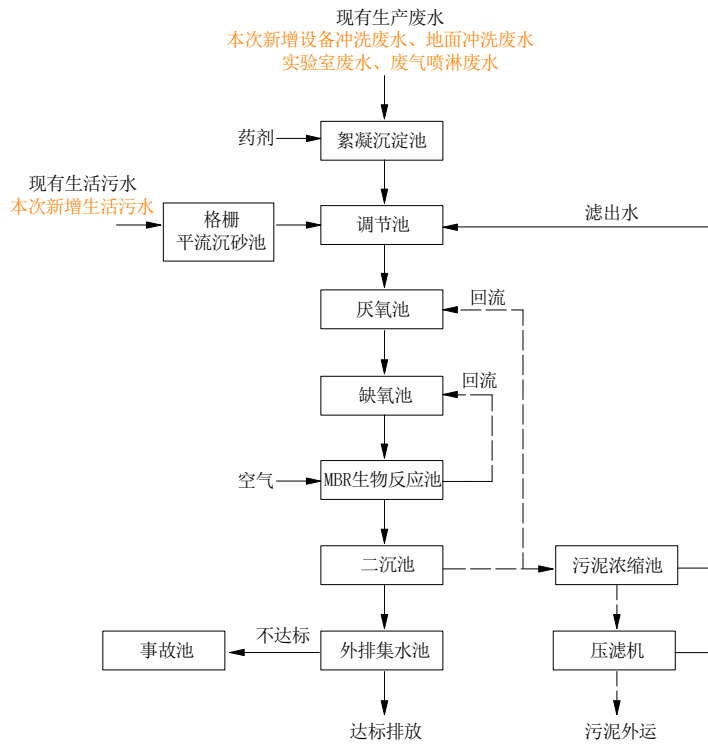 现有生产废水
本次新增设备冲洗废水、地面冲洗废水
实验室废水、废气喷淋废水
药剂
絮凝沉淀池
现有生活污水
本次新增生活污水
格栅
平流沉砂池
调节池
滤出水
厌氧池
回流
缺氧池
回流
空气
MBR生物反应池
二沉池
污泥浓缩池
事故池
不达标
外排集水池
压滤机
达标排放
污泥外运